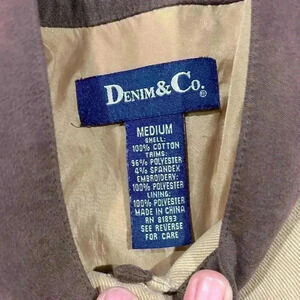 DENIM & CO.®
MEDIUM
SHELL:
100% COTTON
TRIMS:
96% POLYESTER
4% SPANDEX
EMBROIDERY:
100% POLYESTER
LINING:
100% POLYESTER
MADE IN CHINA
RN 81893
SEE REVERSE
FOR CARE